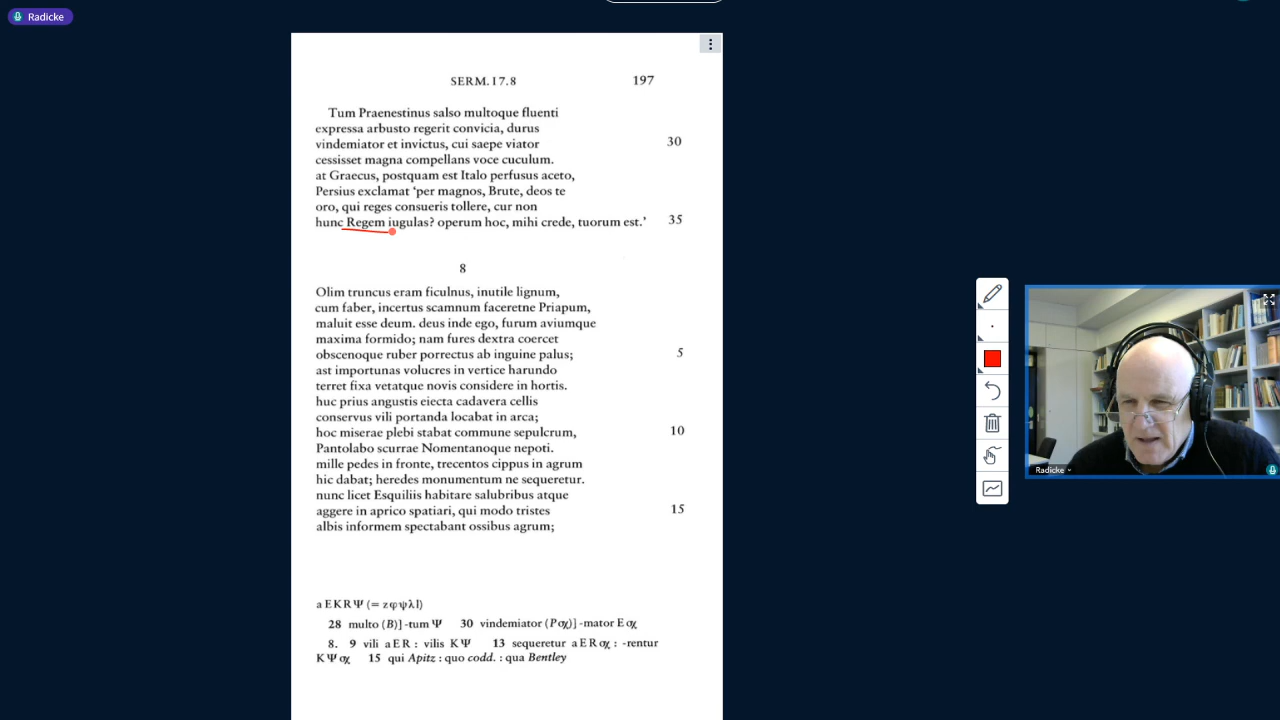 Radicke
SERM. I 7. 8
197
Tum Praenestinus salso multoque fluenti
expressa arbusto regerit convicia, durus
vindemiator et invictus, cui saepe viator
30
cessisset magna compellans voce cuculum.
at Graecus, postquam est Italo perfusus aceto,
Persius exclamat ‘per magnos, Brute, deos te
oro, qui reges consueris tollere, cur non
hunc Regem iugulas? operum hoc, mihi crede, tuorum est.’
35
8
Olim truncus eram ficulnus, inutile lignum,
cum faber, incertus scamnum faceretne Priapum,
maluit esse deum. deus inde ego, furum aviumque
maxima formido; nam fures dextra coercet
obscenoque ruber porrectus ab inguine palus;
5
ast importunas volucres in vertice harundo
terret fixa vetatque novis considere in hortis.
huc prius angustis eiecta cadavera cellis
conservus vili portanda locabat in arca;
hoc miserae plebi stabat commune sepulcrum,
10
Pantolabo scurrae Nomentanoque nepoti.
mille pedes in fronte, trecentos cippus in agrum
hic dabat; heredes monumentum ne sequeretur.
nunc licet Esquiliis habitare salubribus atque
aggere in aprico spatiari, qui modo tristes
15
albis informem spectabant ossibus agrum;
a E K R Ψ (= z φ ψ λ l)
28 multo (B)] -tum Ψ 30 vindemiator (Pσχ)] -mator E σχ
8. 9 vili a E R : vilis K Ψ 13 sequeretur a E R σχ : -rentur
K Ψ σχ 15 qui Apitz : quo codd. : qua Bentley
Radicke